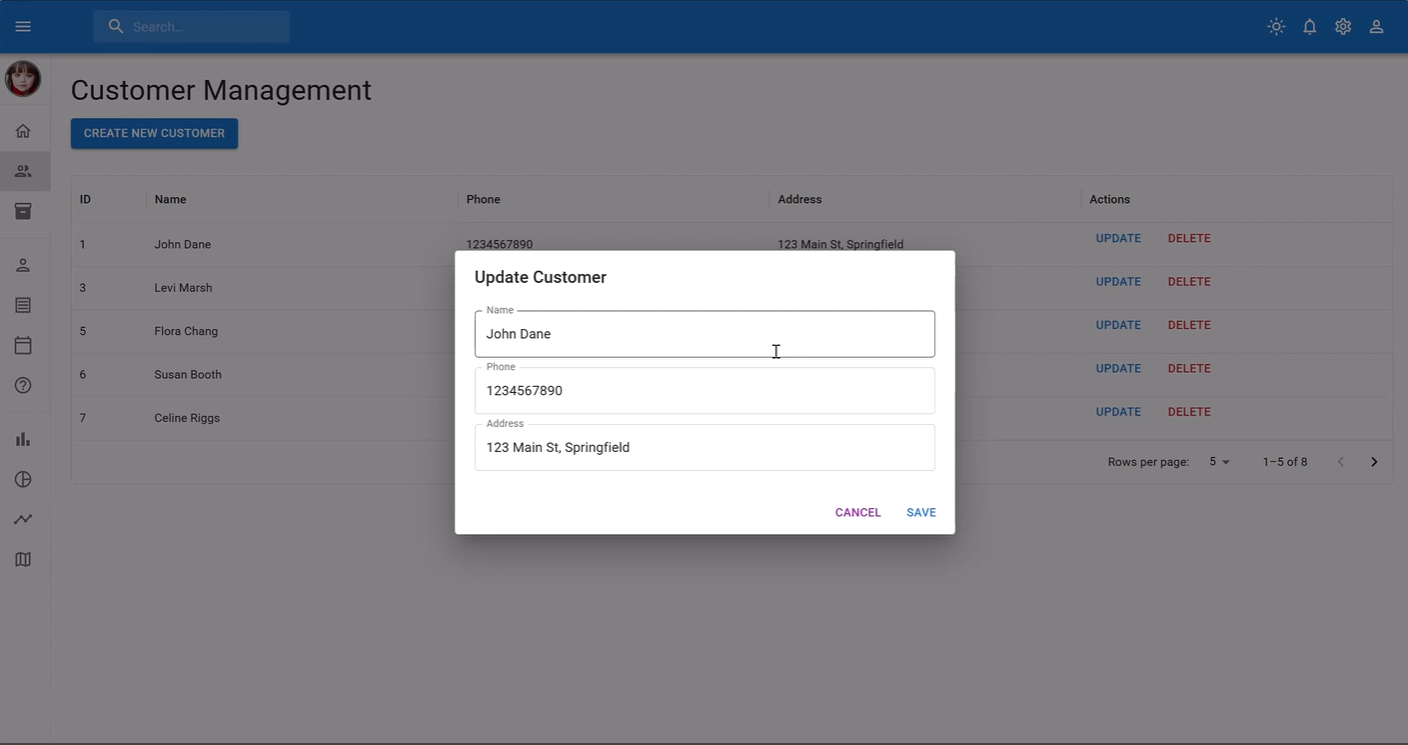 Search...
Customer Management
CREATE NEW CUSTOMER
ID Name Phone Address Actions
1 John Dane 1234567890 123 Main St, Springfield UPDATE DELETE
3 Levi Marsh UPDATE DELETE
5 Flora Chang UPDATE DELETE
6 Susan Booth UPDATE DELETE
7 Celine Riggs UPDATE DELETE
Rows per page: 5 1–5 of 8
Update Customer
Name
John Dane
Phone
1234567890
Address
123 Main St, Springfield
CANCEL SAVE